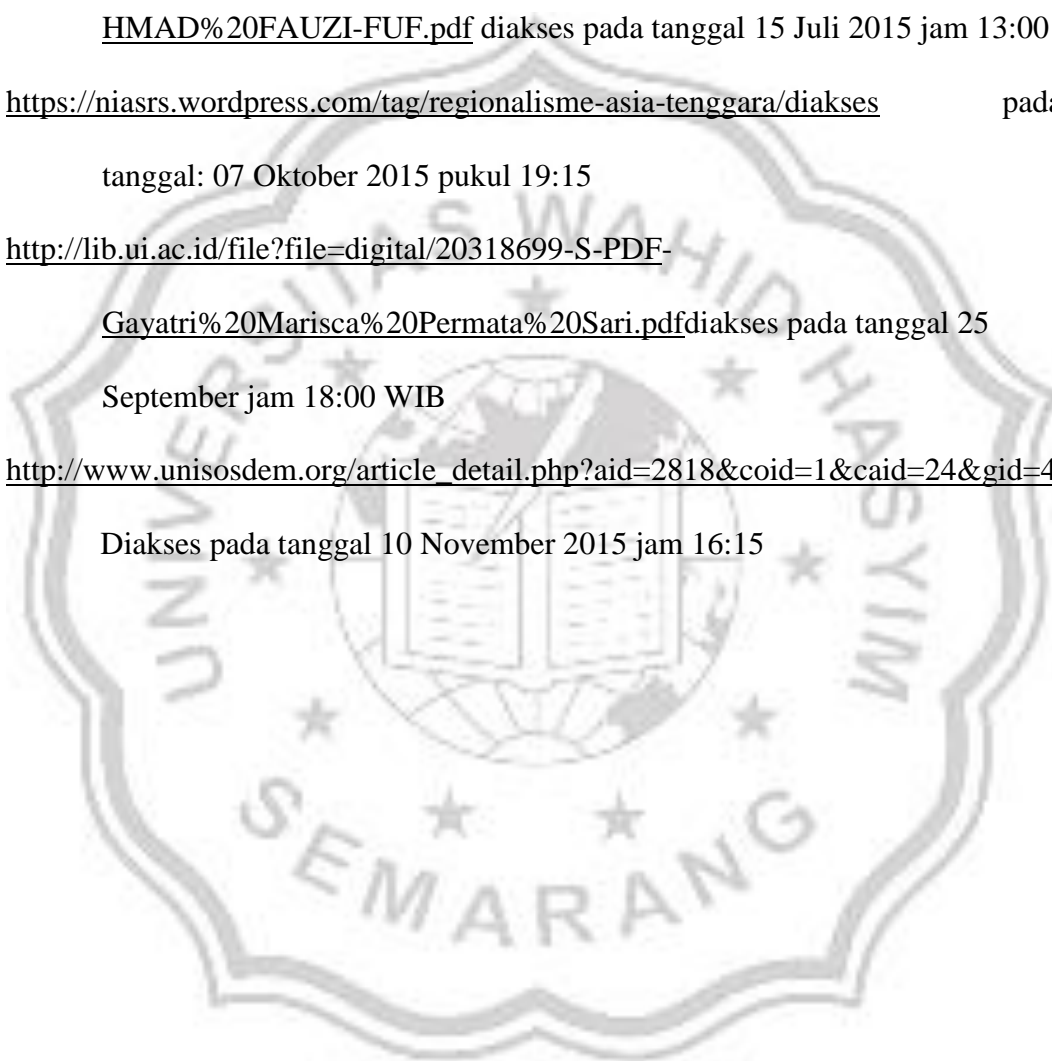 HMAD%20FAUZI-FUF.pdf diakses pada tanggal 15 Juli 2015 jam 13:00
https://niasrs.wordpress.com/tag/regionalisme-asia-tenggara/diakses pada
tanggal: 07 Oktober 2015 pukul 19:15
http://lib.ui.ac.id/file?file=digital/20318699-S-PDF-
Gayatri%20Marisca%20Permata%20Sari.pdfdiakses pada tanggal 25
September jam 18:00 WIB
http://www.unisosdem.org/article_detail.php?aid=2818&coid=1&caid=24&gid=4
Diakses pada tanggal 10 November 2015 jam 16:15
UNIVERSITAS WAHID HASYIM
SEMARANG